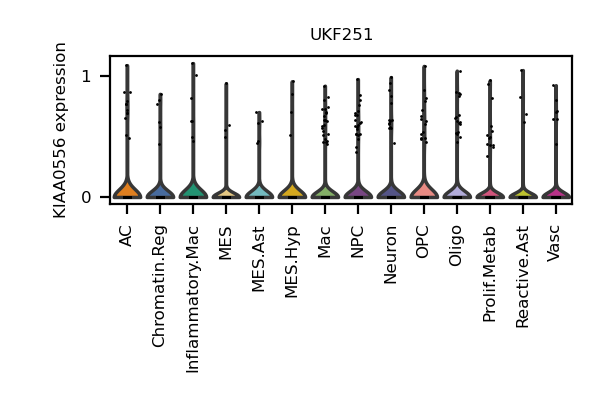 UKF251
KIAA0556 expression
1
0
AC
Chromatin.Reg
Inflammatory.Mac
MES
MES.Ast
MES.Hyp
Mac
NPC
Neuron
OPC
Oligo
Prolif.Metab
Reactive.Ast
Vasc